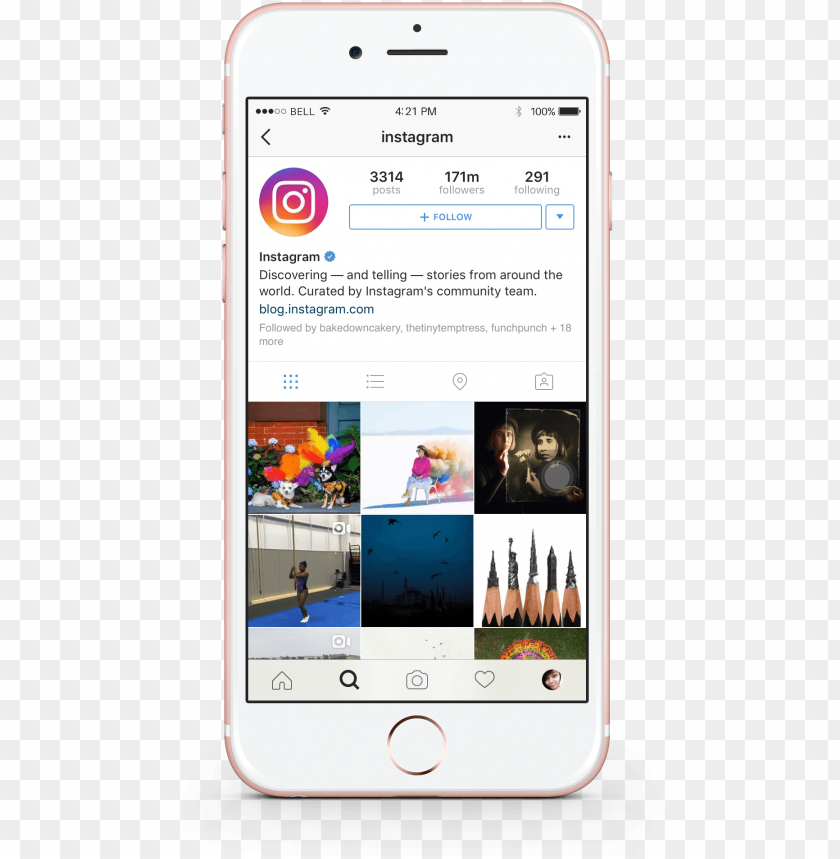 BELL 4:21 PM 100%
instagram
3314 171m 291
posts followers following
+ FOLLOW
Instagram
Discovering — and telling — stories from around the
world. Curated by Instagram's community team.
blog.instagram.com
Followed by bakedowncakery, thetinytemptress, funchpunch + 18
more